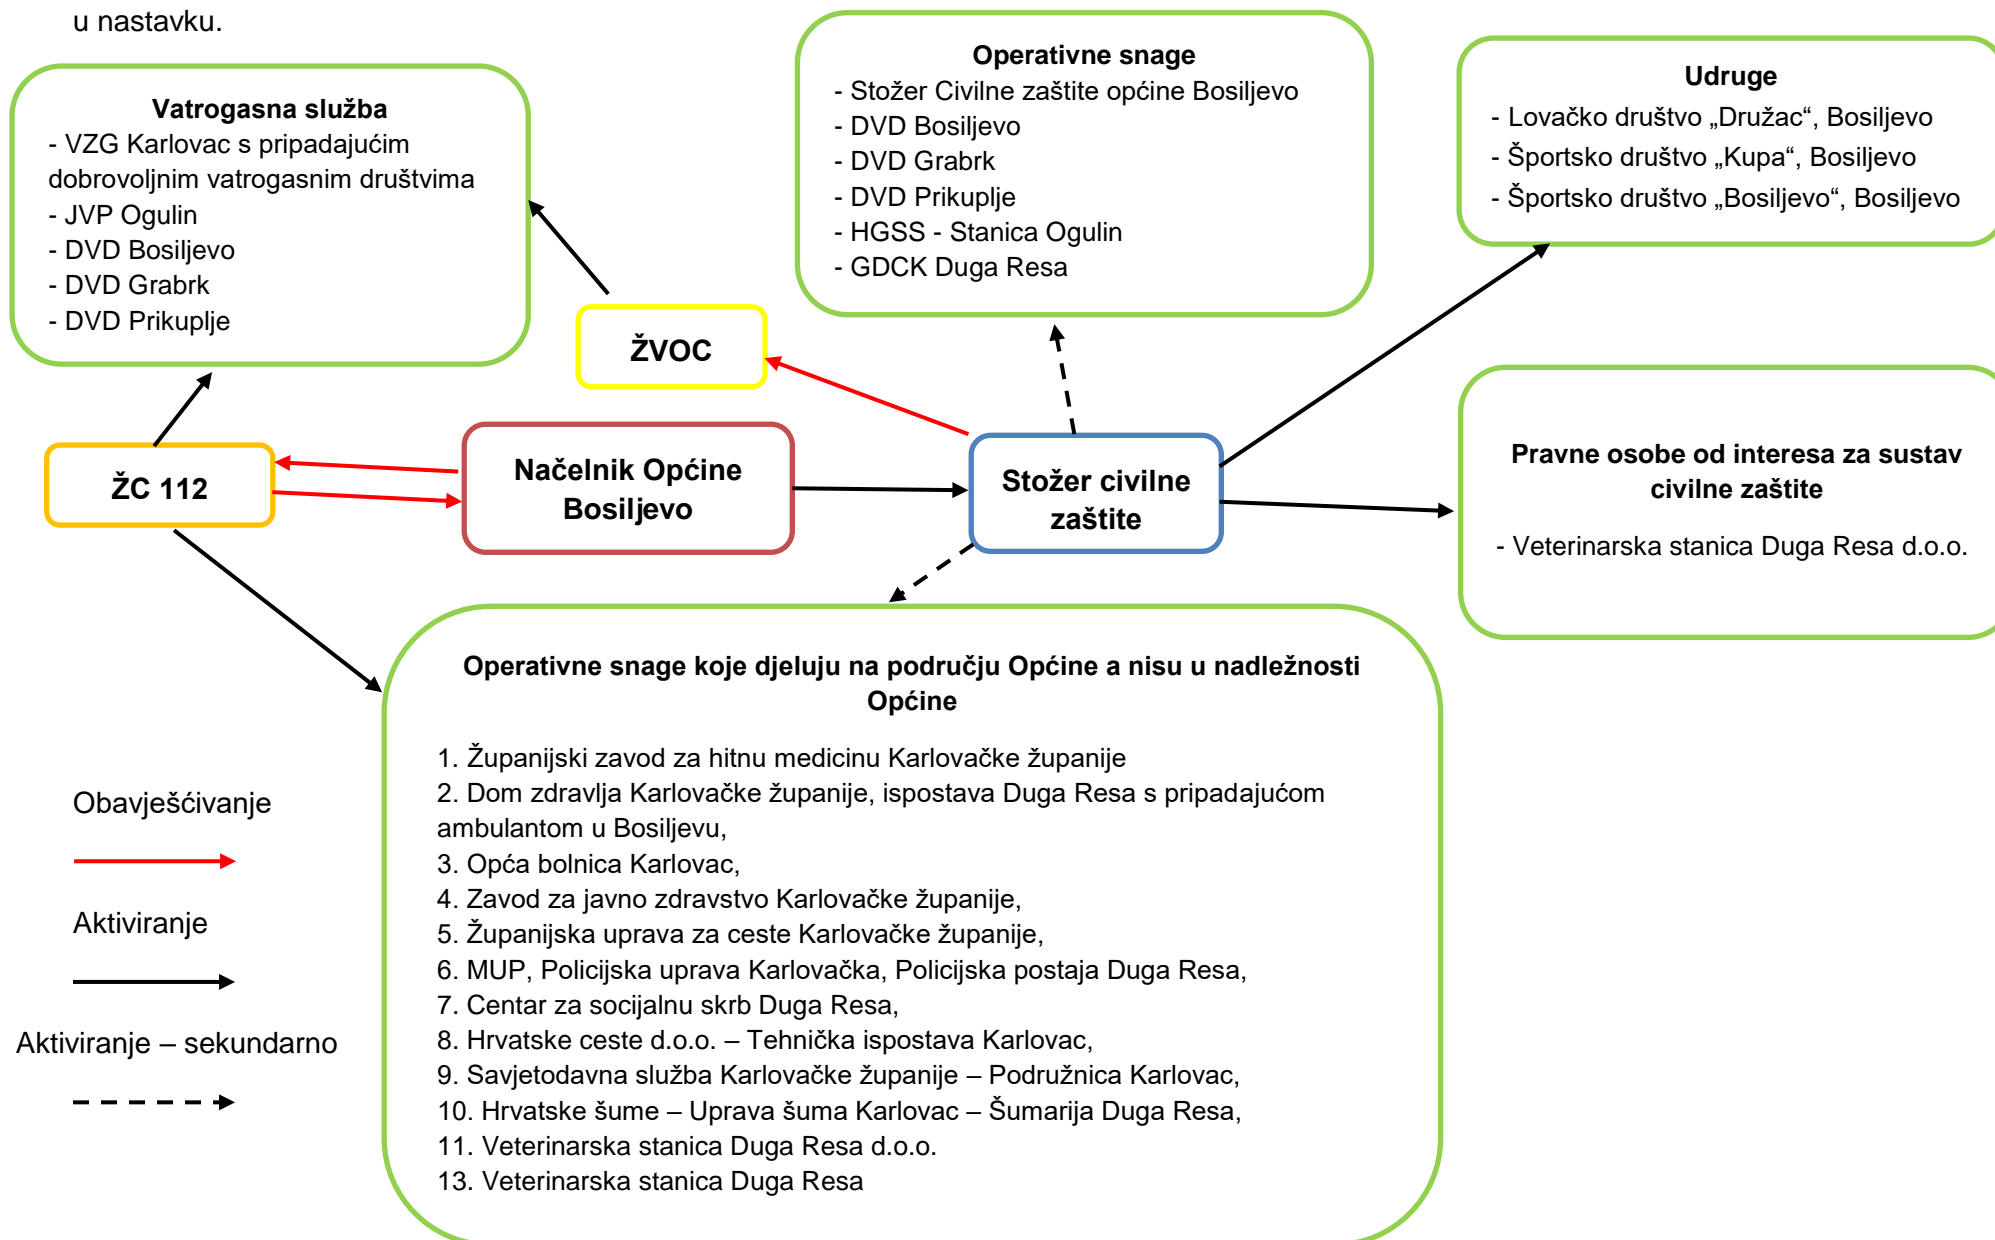 u nastavku.
Vatrogasna služba
- VZG Karlovac s pripadajućim
dobrovoljnim vatrogasnim društvima
- JVP Ogulin
- DVD Bosiljevo
- DVD Grabrk
- DVD Prikuplje
Operativne snage
- Stožer Civilne zaštite općine Bosiljevo
- DVD Bosiljevo
- DVD Grabrk
- DVD Prikuplje
- HGSS - Stanica Ogulin
- GDCK Duga Resa
Udruge
- Lovačko društvo „Družac“, Bosiljevo
- Športsko društvo „Kupa“, Bosiljevo
- Športsko društvo „Bosiljevo“, Bosiljevo
ŽVOC
ŽC 112
Načelnik Općine
Bosiljevo
Stožer civilne
zaštite
Pravne osobe od interesa za sustav
civilne zaštite
- Veterinarska stanica Duga Resa d.o.o.
Operativne snage koje djeluju na području Općine a nisu u nadležnosti
Općine
1. Županijski zavod za hitnu medicinu Karlovačke županije
2. Dom zdravlja Karlovačke županije, ispostava Duga Resa s pripadajućom
ambulantom u Bosiljevu,
3. Opća bolnica Karlovac,
4. Zavod za javno zdravstvo Karlovačke županije,
5. Županijska uprava za ceste Karlovačke županije,
6. MUP, Policijska uprava Karlovačka, Policijska postaja Duga Resa,
7. Centar za socijalnu skrb Duga Resa,
8. Hrvatske ceste d.o.o. – Tehnička ispostava Karlovac,
9. Savjetodavna služba Karlovačke županije – Podružnica Karlovac,
10. Hrvatske šume – Uprava šuma Karlovac – Šumarija Duga Resa,
11. Veterinarska stanica Duga Resa d.o.o.
13. Veterinarska stanica Duga Resa
Obavješćivanje
Aktiviranje
Aktiviranje – sekundarno